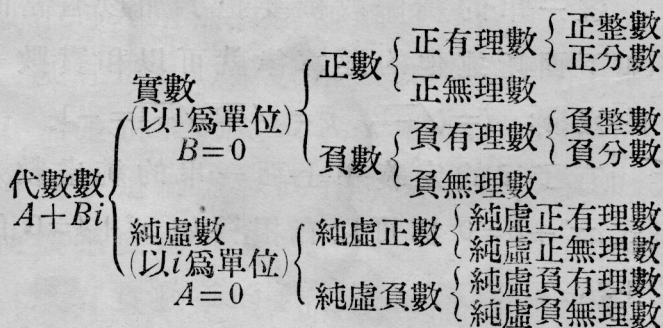 代數數
A+Bi
實數
(以1爲單位)
B=0
正數
正有理數
正整數
正分數
正無理數
負數
負有理數
負整數
負分數
負無理數
純虛數
(以i爲單位)
A=0
純虛正數
純虛正有理數
純虛正無理數
純虛負數
純虛負有理數
純虛負無理數